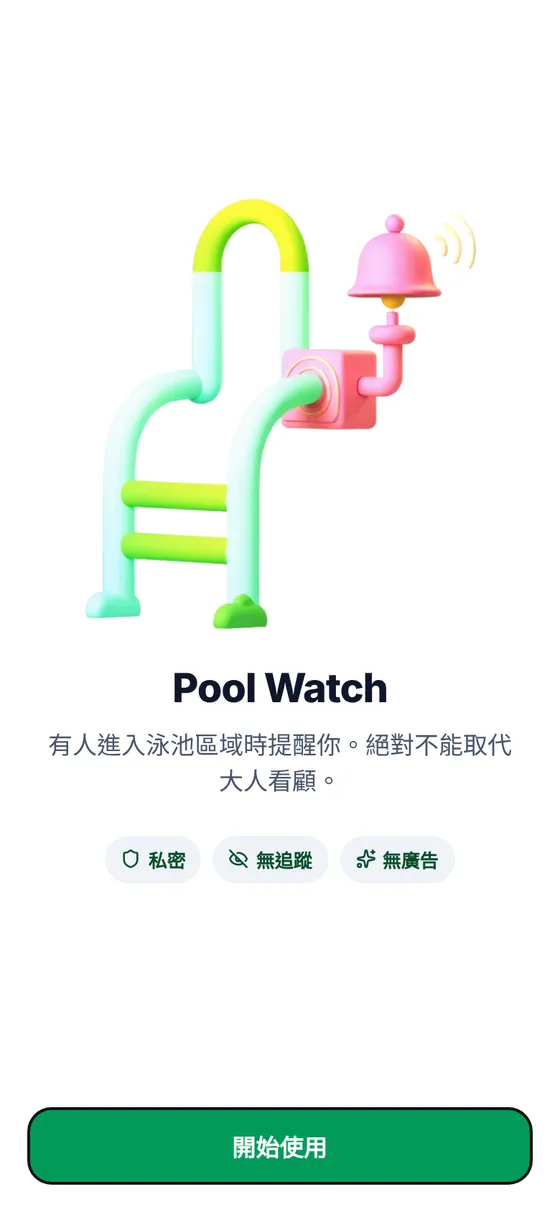 Pool Watch
有人進入泳池區域時提醒你。絕對不能取代
大人看顧。
私密
無追蹤
無廣告
開始使用